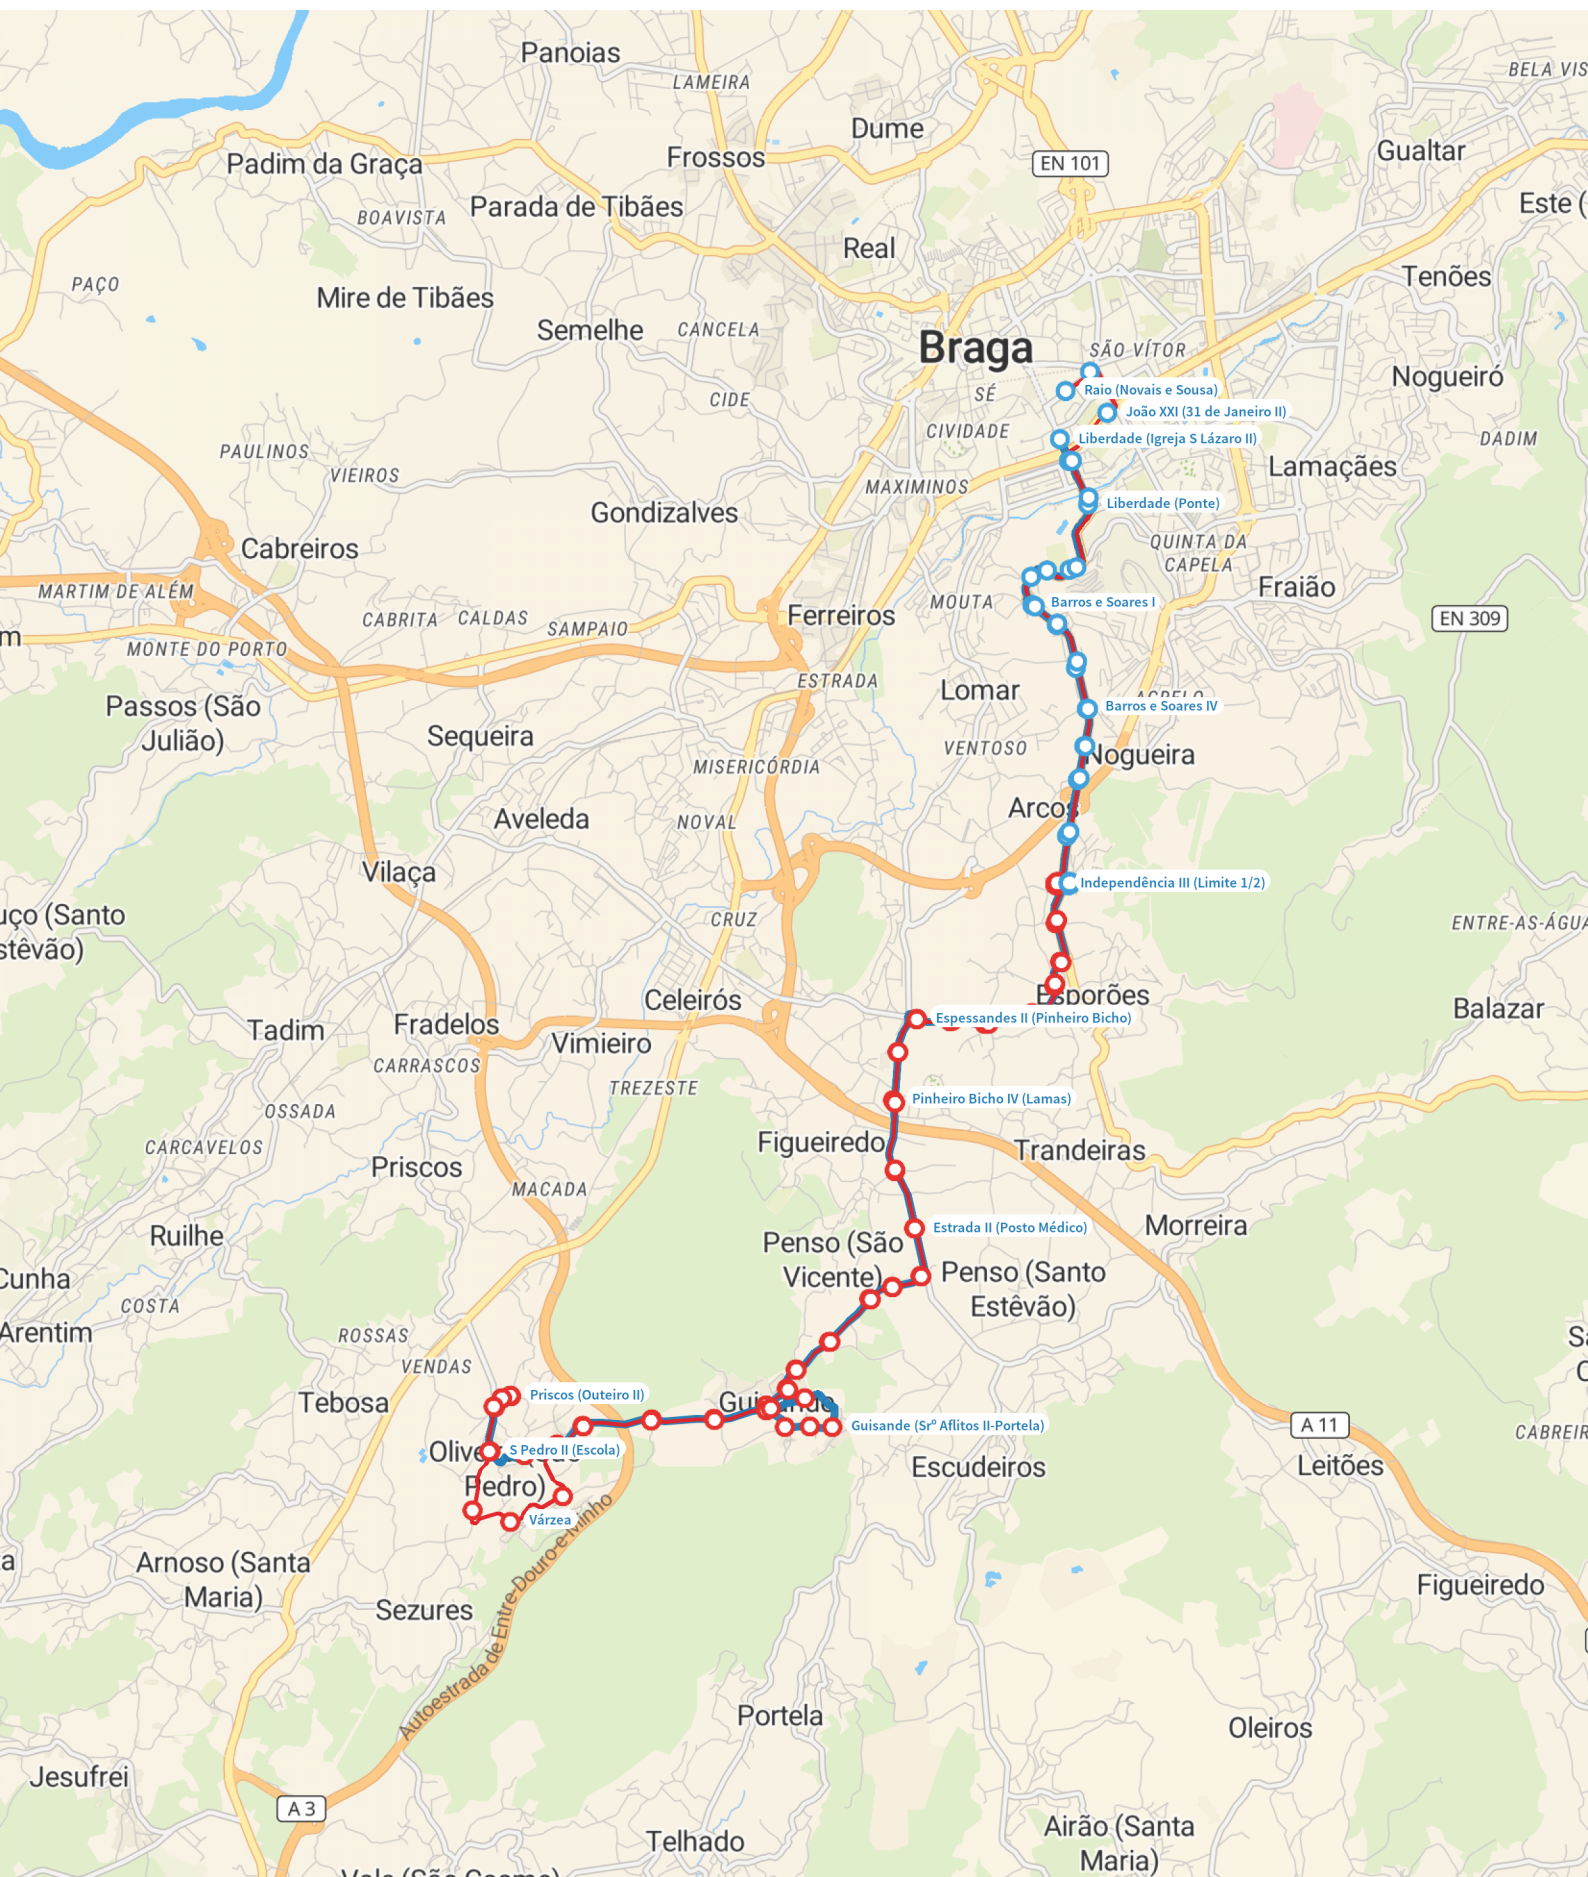 Panoias
BELA VIS
LAMEIRA
Dume
Frossos
EN 101
Gualtar
Padim da Graça
BOAVISTA
Parada de Tibães
Este (
Real
PAÇO
Tenões
Mire de Tibães
Semelhe
CANCELA
Braga
SÃO VÍTOR
Nogueiró
CIDE
SÉ
Raio (Novais e Sousa)
João XXI (31 de Janeiro II)
CIVIDADE
Liberdade (Igreja S Lázaro II)
DADIM
PAULINOS
VIEIROS
Lamaçães
MAXIMINOS
Gondizalves
Liberdade (Ponte)
QUINTA DA
CAPELA
Cabreiros
MARTIM DE ALÉM
Fraião
MOUTA
Barros e Soares I
CABRITA
CALDAS
SAMPAIO
Ferreiros
EN 309
m
MONTE DO PORTO
ESTRADA
Lomar
Passos (São
Julião)
Barros e Soares IV
Sequeira
VENTOSO
Nogueira
MISERICÓRDIA
Arcos
Aveleda
NOVAL
Vilaça
Independência III (Limite 1/2)
uço (Santo
stêvão)
CRUZ
ENTRE-AS-ÁGUA
Celeirós
Esporões
Balazar
Tadim
Fradelos
Vimieiro
Espessandes II (Pinheiro Bicho)
CARRASCOS
TREZESTE
OSSADA
Pinheiro Bicho IV (Lamas)
CARCAVELOS
Figueiredo
Trandeiras
Priscos
MACADA
Ruilhe
Estrada II (Posto Médico)
Morreira
Penso (São
Vicente)
Penso (Santo
Estêvão)
Cunha
COSTA
Arentim
ROSSAS
VENDAS
Tebosa
Priscos (Outeiro II)
Guisande (Srº Aflitos II-Portela)
A 11
CABREIR
S Pedro II (Escola)
Pedro)
Escudeiros
Leitões
Várzea
Autoestrada de Entre-Douro-e-Minho
Arnoso (Santa
Maria)
Sezures
Figueiredo
Portela
Oleiros
Jesufrei
A 3
Telhado
Airão (Santa
Maria)